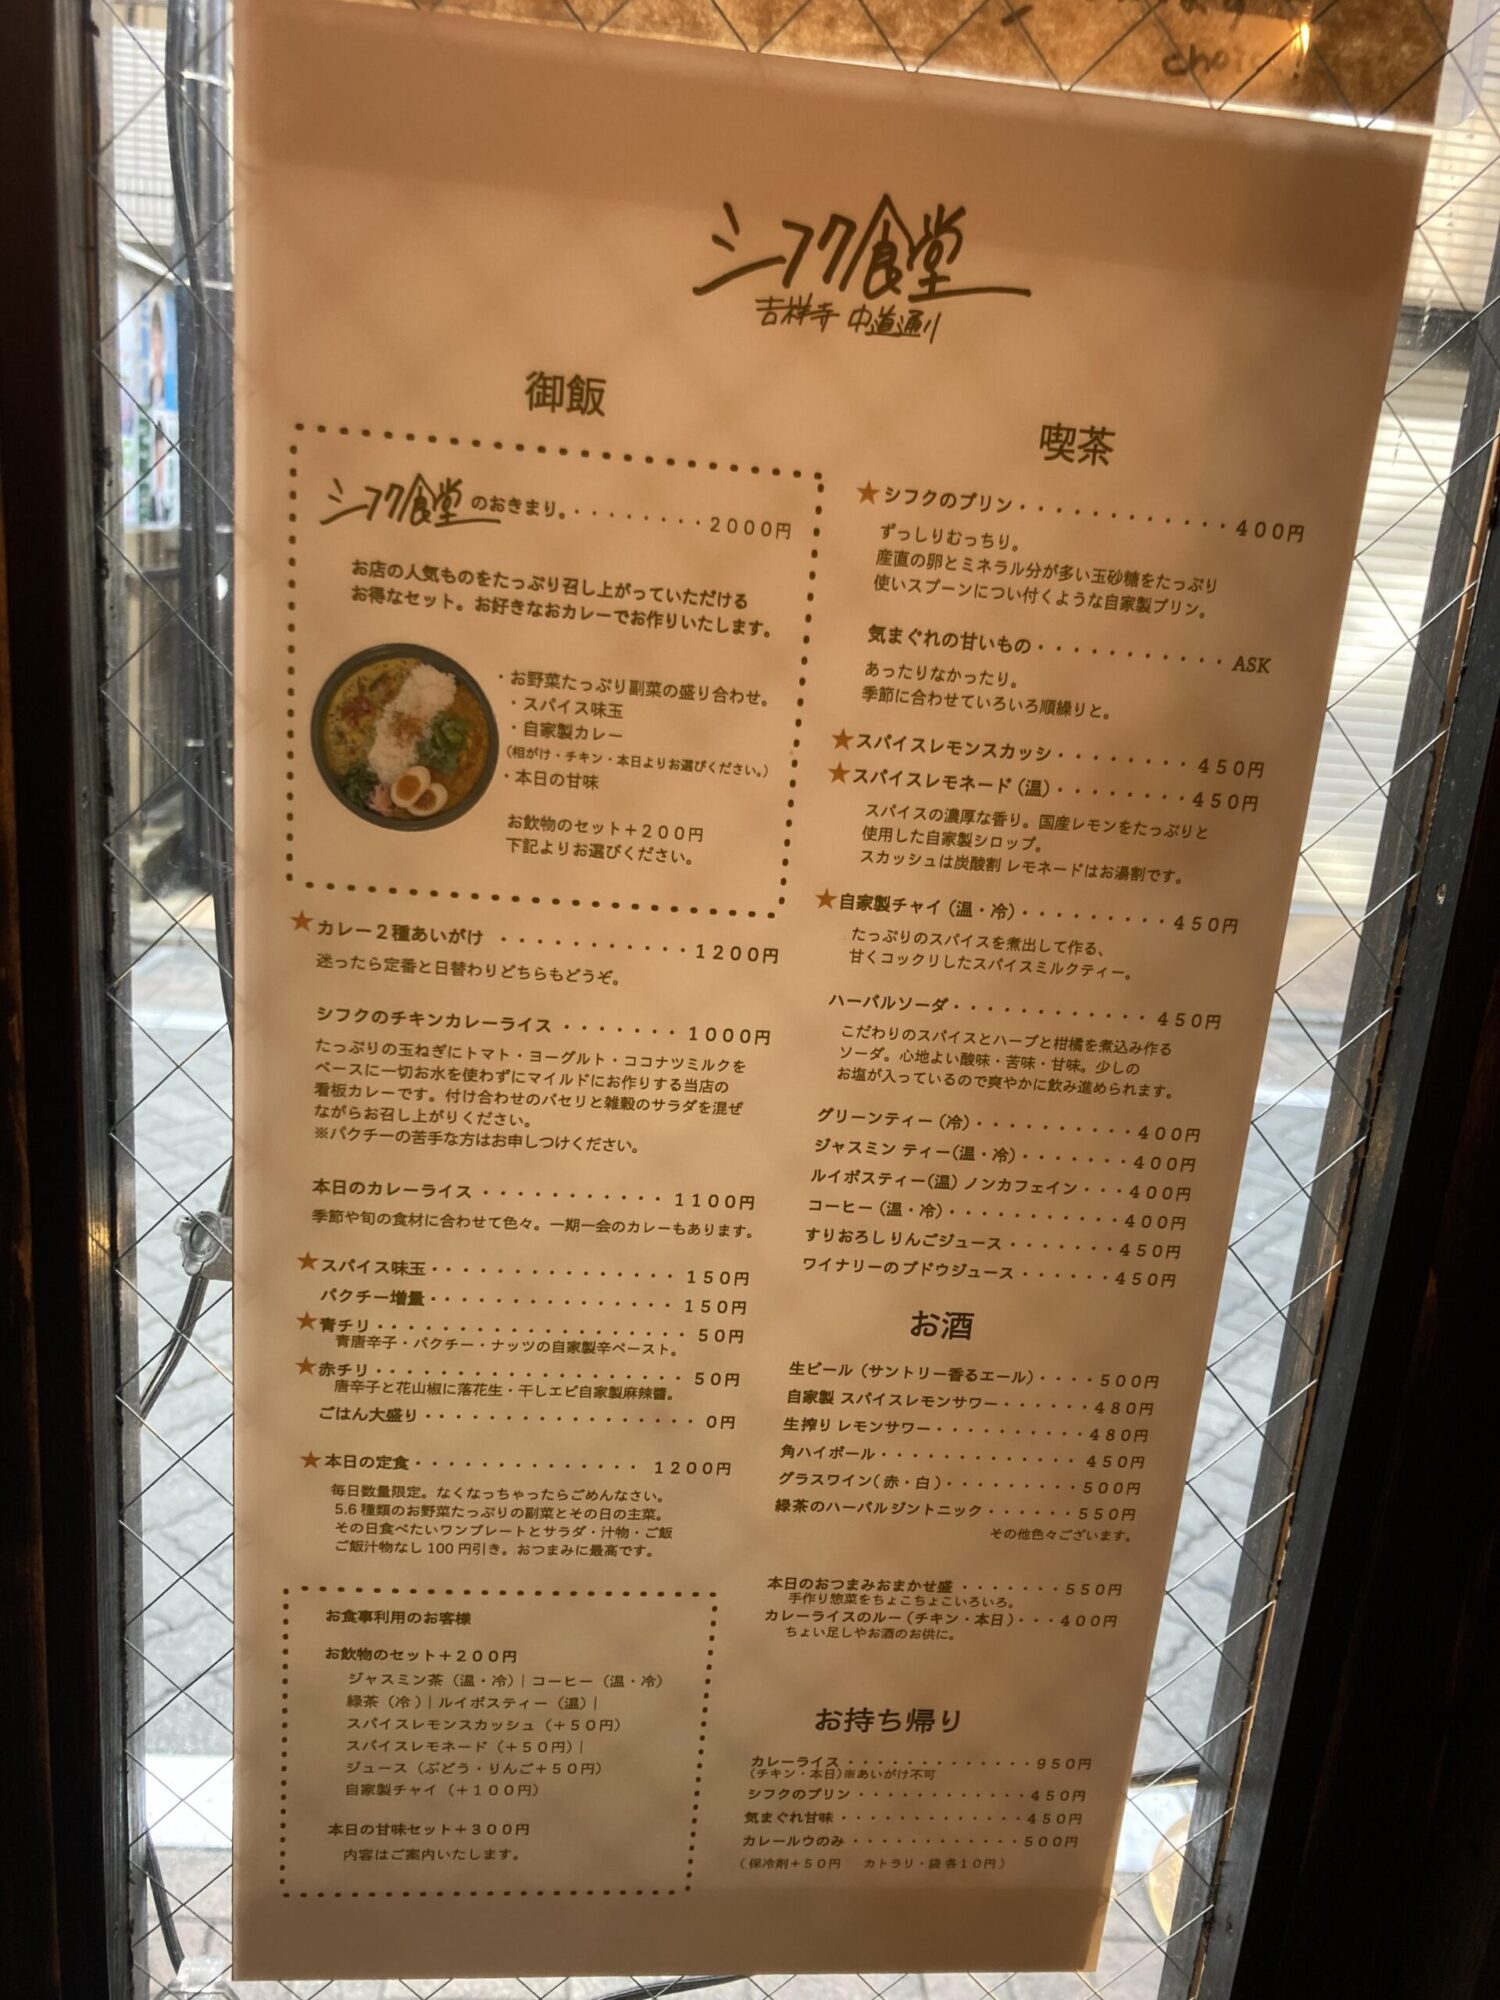 シフク食堂
吉祥寺 中道通り
御飯
シフク食堂のおきまり。・・・・・・・・2000円
お店の人気ものをたっぷり召し上がっていただける
お得なセット。お好きなおカレーでお作りいたします。
・お野菜たっぷり副菜の盛り合わせ。
・スパイス味玉
・自家製カレー
（相がけ・チキン・本日よりお選びください。）
・本日の甘味
お飲物のセット＋200円
下記よりお選びください。
★カレー２種あいがけ ・・・・・・・・・・・1200円
迷ったら定番と日替わりどちらもどうぞ。
シフクのチキンカレーライス ・・・・・・・1000円
たっぷりの玉ねぎにトマト・ヨーグルト・ココナツミルクを
ベースに一切お水を使わずにマイルドにお作りする当店の
看板カレーです。付け合わせのパセリと雑穀のサラダを混ぜ
ながらお召し上がりください。
※パクチーの苦手な方はお申しつけください。
本日のカレーライス ・・・・・・・・・・・1100円
季節や旬の食材に合わせて色々。一期一会のカレーもあります。
★スパイス味玉・・・・・・・・・・・・・・・150円
パクチー増量・・・・・・・・・・・・・・・150円
★青チリ・・・・・・・・・・・・・・・・・・・50円
青唐辛子・パクチー・ナッツの自家製辛ペースト。
★赤チリ・・・・・・・・・・・・・・・・・・・50円
唐辛子と花山椒に落花生・干しエビ自家製麻辣醬。
ごはん大盛り・・・・・・・・・・・・・・・・・0円
★本日の定食・・・・・・・・・・・・・・ 1200円
毎日数量限定。なくなっちゃったらごめんなさい。
5.6種類のお野菜たっぷりの副菜とその日の主菜。
その日食べたいワンプレートとサラダ・汁物・ご飯
ご飯汁物なし100円引き。おつまみに最高です。
お食事利用のお客様
お飲物のセット＋200円
ジャスミン茶（温・冷）｜コーヒー（温・冷）
緑茶（冷）｜ルイボスティー（温）｜
スパイスレモンスカッシュ（＋50円）
スパイスレモネード（＋50円）｜
ジュース（ぶどう・りんご＋50円）
自家製チャイ（＋100円）
本日の甘味セット＋300円
内容はご案内いたします。
喫茶
★シフクのプリン・・・・・・・・・・・・・400円
ずっしりむっちり。
産直の卵とミネラル分が多い玉砂糖をたっぷり
使いスプーンについ付くような自家製プリン。
気まぐれの甘いもの・・・・・・・・・・・・ASK
あったりなかったり。
季節に合わせていろいろ順繰りと。
★スパイスレモンスカッシ・・・・・・・・450円
★スパイスレモネード（温）・・・・・・・・450円
スパイスの濃厚な香り。国産レモンをたっぷりと
使用した自家製シロップ。
スカッシュは炭酸割 レモネードはお湯割です。
★自家製チャイ（温・冷）・・・・・・・・・450円
たっぷりのスパイスを煮出して作る、
甘くコックリしたスパイスミルクティー。
ハーバルソーダ・・・・・・・・・・・・450円
こだわりのスパイスとハーブと柑橘を煮込み作る
ソーダ。心地よい酸味・苦味・甘味。少しの
お塩が入っているので爽やかに飲み進められます。
グリーンティー（冷）・・・・・・・・・・400円
ジャスミン ティー（温・冷）・・・・・・・400円
ルイボスティー（温）ノンカフェイン・・・400円
コーヒー（温・冷）・・・・・・・・・・・400円
すりおろしりんごジュース・・・・・・・450円
ワイナリーのブドウジュース・・・・・・450円
お酒
生ビール（サントリー香るエール）・・・・500円
自家製 スパイスレモンサワー・・・・・・480円
生搾り レモンサワー・・・・・・・・・・480円
角ハイボール・・・・・・・・・・・・・450円
グラスワイン（赤・白）・・・・・・・・・500円
緑茶のハーバルジントニック・・・・・・550円
その他色々ございます。
本日のおつまみおまかせ盛 ・・・・・・・550円
手作り惣菜をちょこちょこいろいろ。
カレーライスのルー（チキン・本日）・・・400円
ちょい足しやお酒のお供に。
お持ち帰り
カレーライス・・・・・・・・・・・・・・950円
（チキン・本日）※あいがけ不可
シフクのプリン・・・・・・・・・・・・・450円
気まぐれ甘味・・・・・・・・・・・・・・450円
カレールウのみ・・・・・・・・・・・・・500円
（保冷剤＋50円 カトラリ・袋各10円）